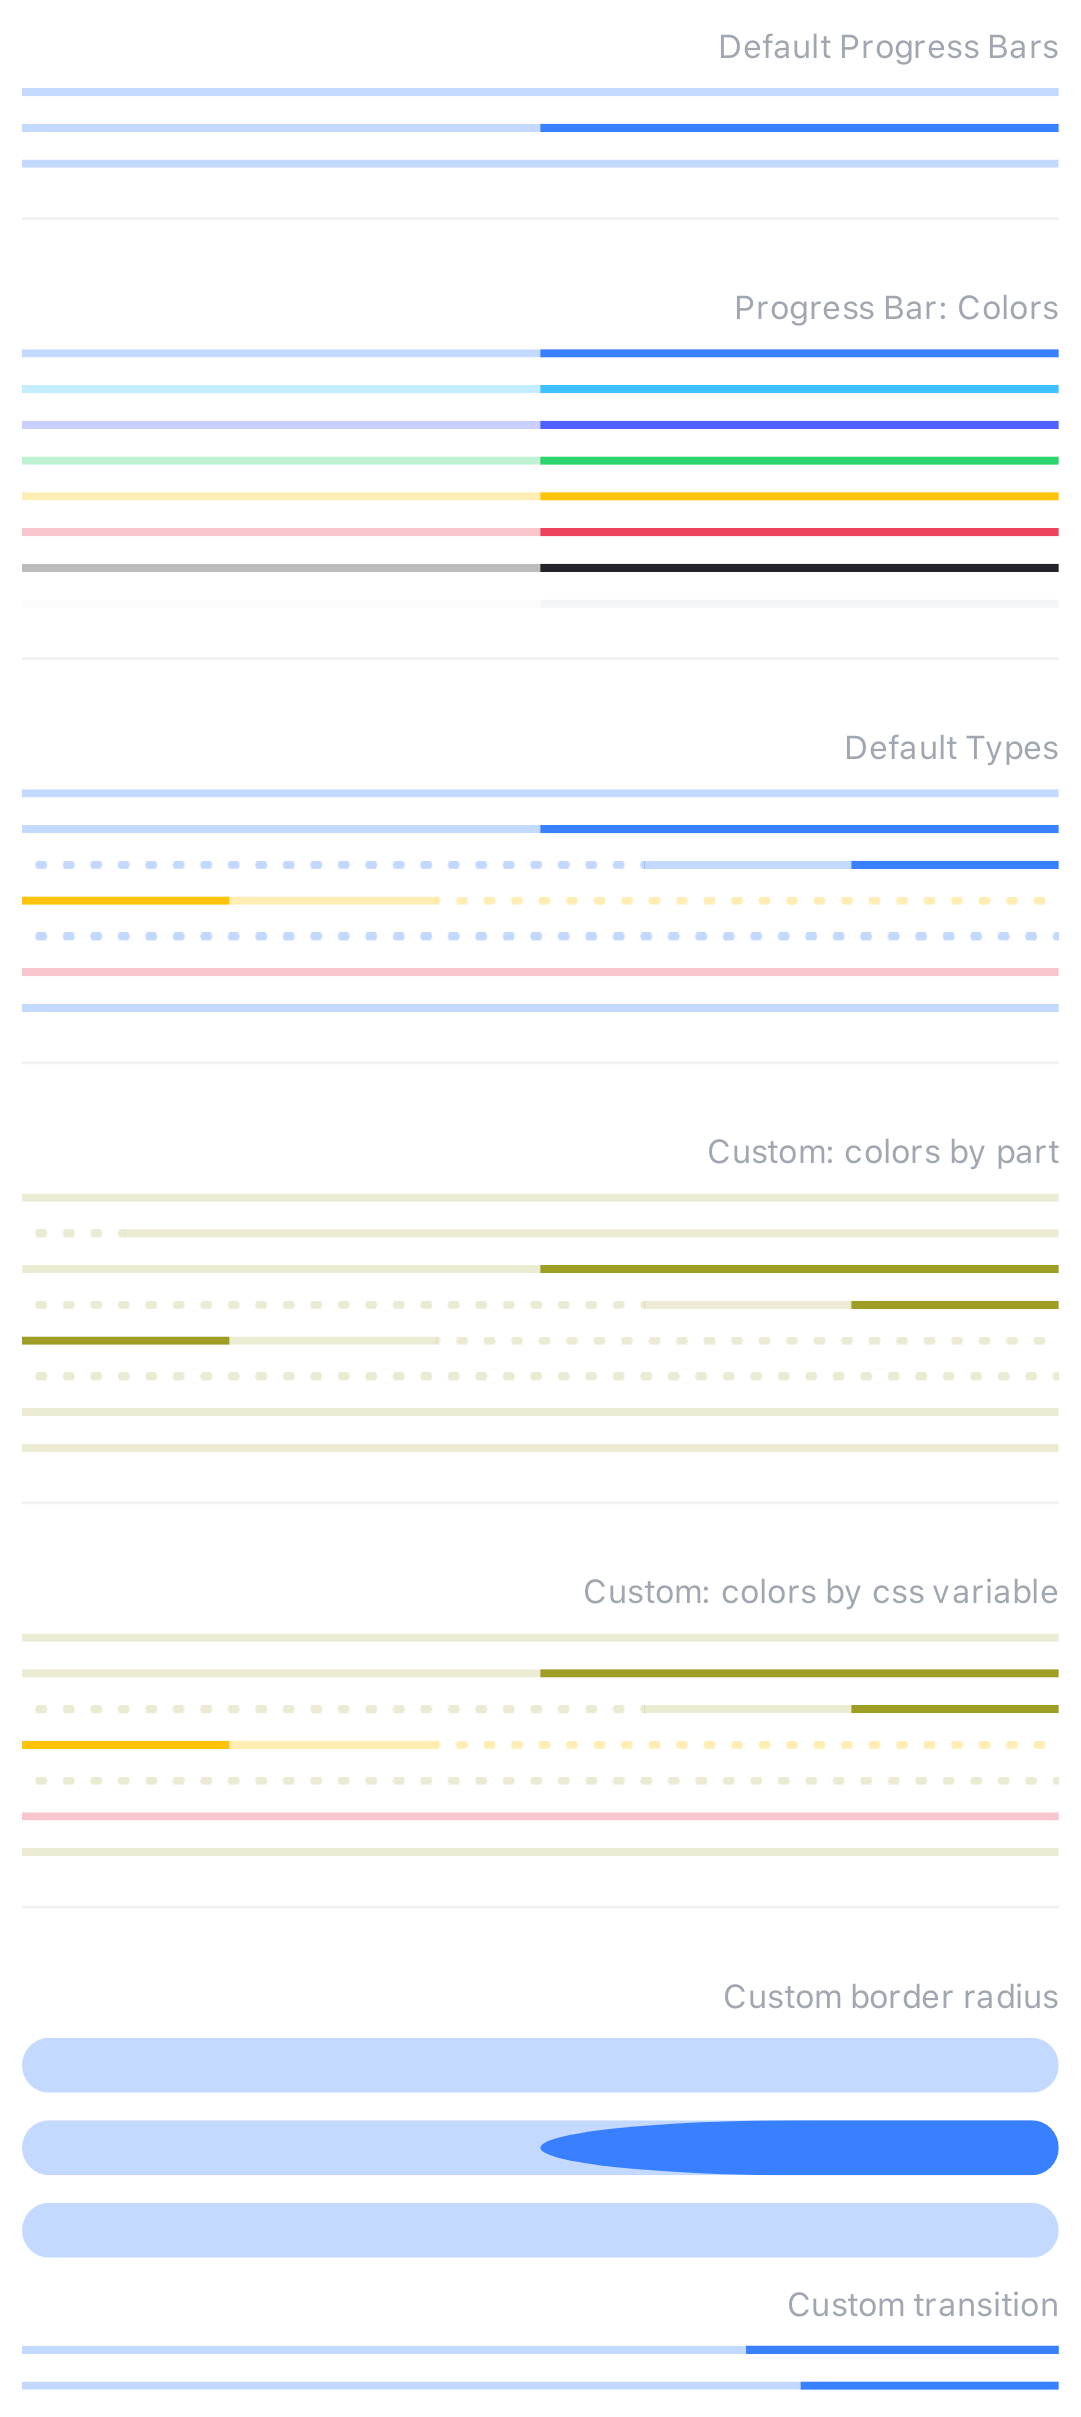 Default Progress Bars
Progress Bar: Colors
Default Types
Custom: colors by part
Custom: colors by css variable
Custom border radius
Custom transition